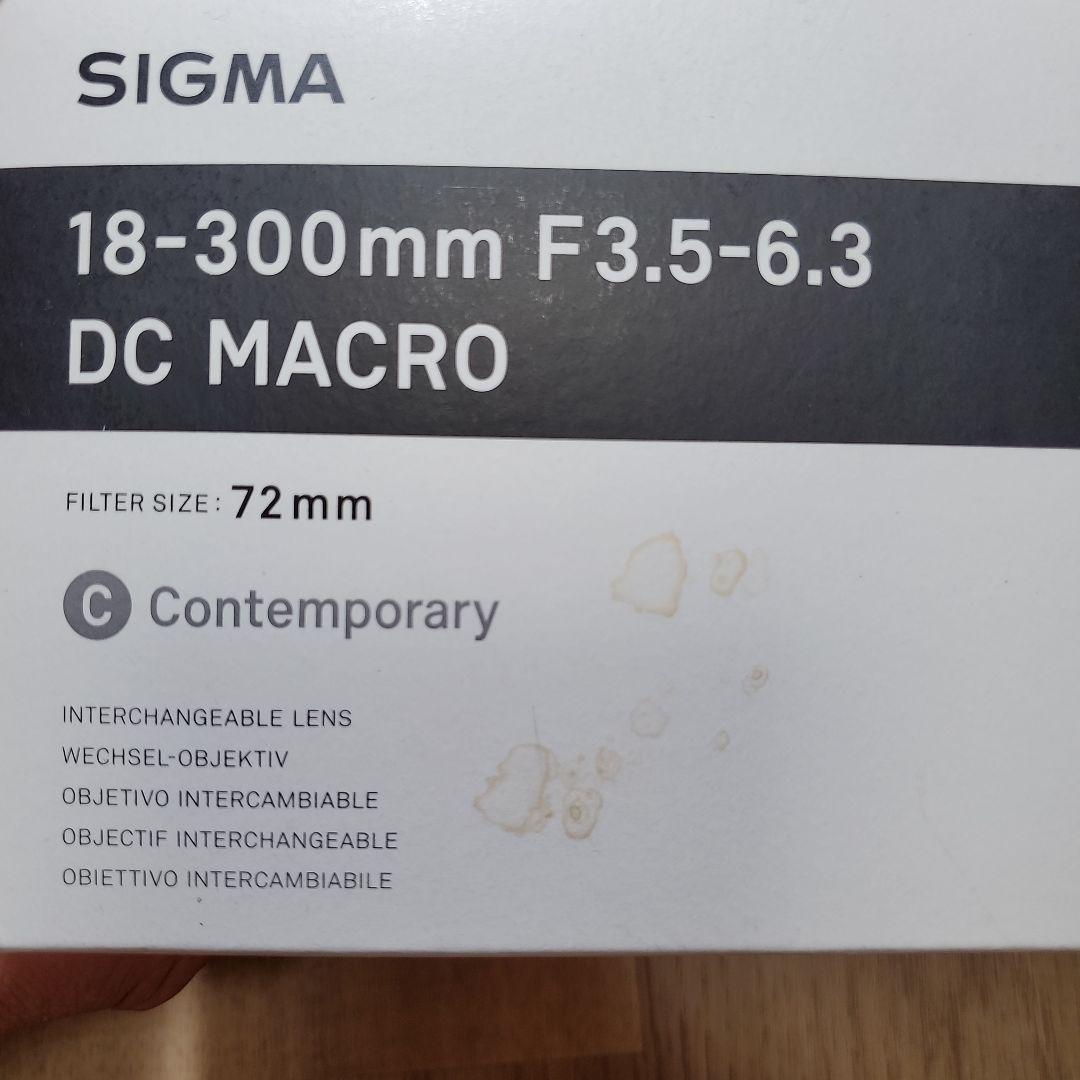 SIGMA
18-300mm F3.5-6.3
DC MACRO
FILTER SIZE: 72mm
C Contemporary
INTERCHANGEABLE LENS
WECHSEL-OBJEKTIV
OBJETIVO INTERCAMBIABLE
OBJECTIF INTERCHANGEABLE
OBIETTIVO INTERCAMBIABILE